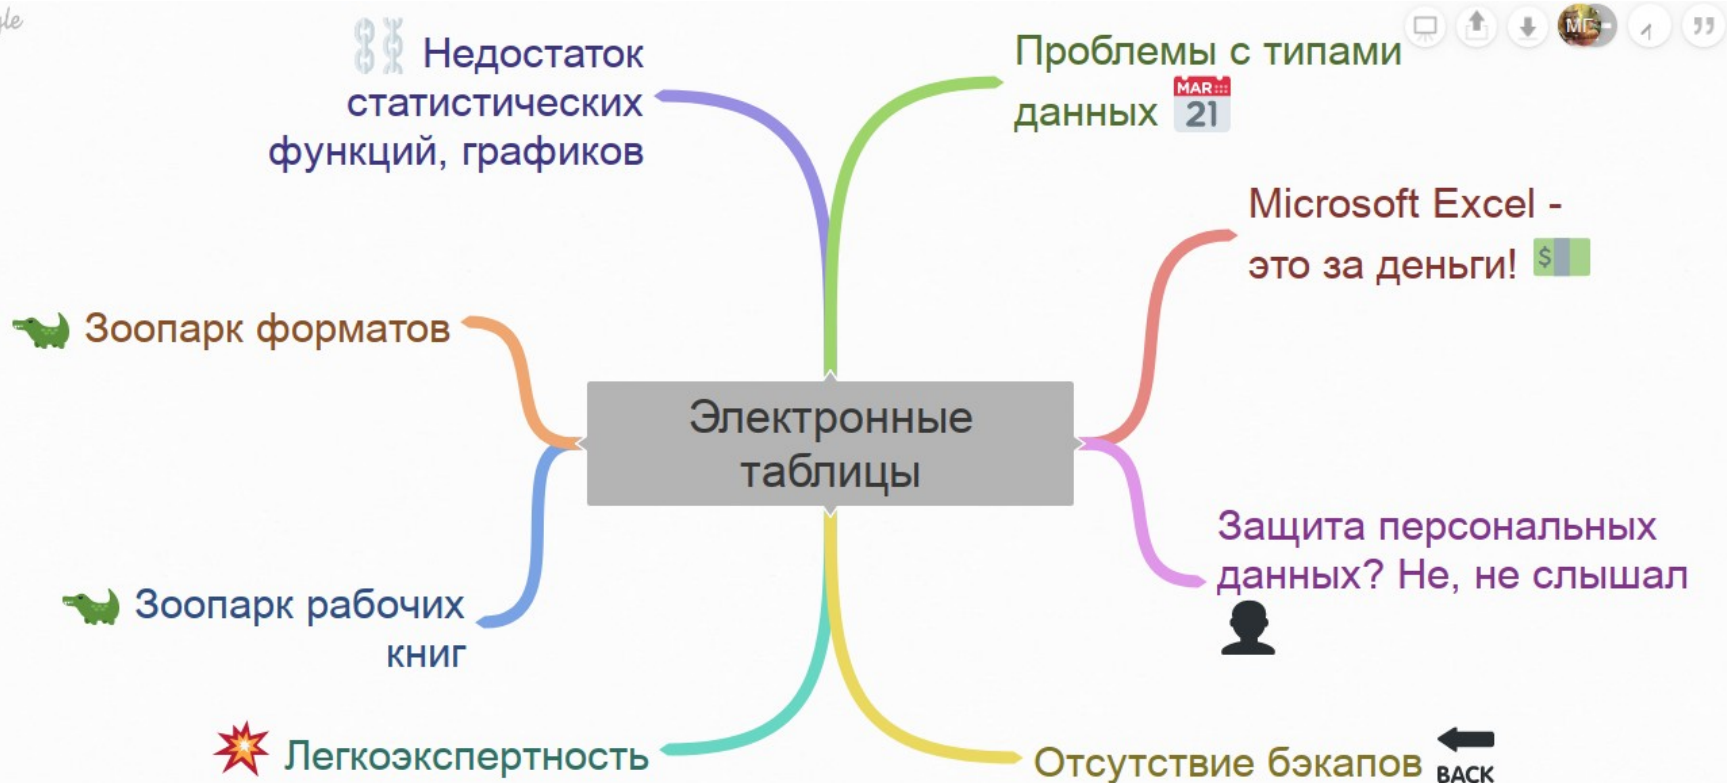 Недостаток
статистических
функций, графиков
Проблемы с типами
данных
MAR
21
МГ
Microsoft Excel -
это за деньги!
$
Зоопарк форматов
Электронные
таблицы
Защита персональных
данных? Не, не слышал
Зоопарк рабочих
книг
Легкоэкспертность
Отсутствие бэкапов
BACK